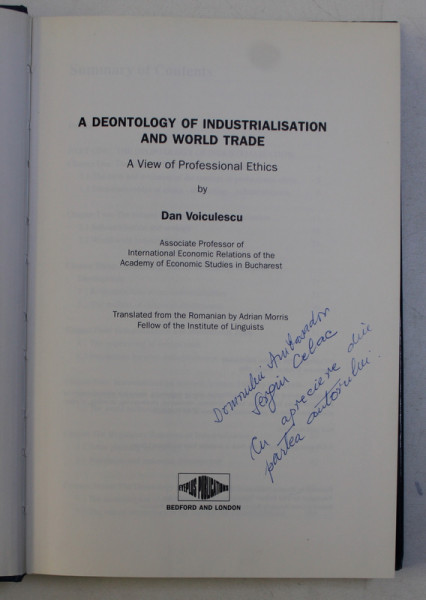 A DEONTOLOGY OF INDUSTRIALISATION
AND WORLD TRADE
A View of Professional Ethics
by
Dan Voiculescu
Associate Professor of
International Economic Relations of the
Academy of Economic Studies in Bucharest
Translated from the Romanian by Adrian Morris
Fellow of the Institute of Linguists
Domnului Ambasador
Sergiu Celac
Cu apreciere din
partea autorului.
PUBLICATIONS
BEDFORD AND LONDON